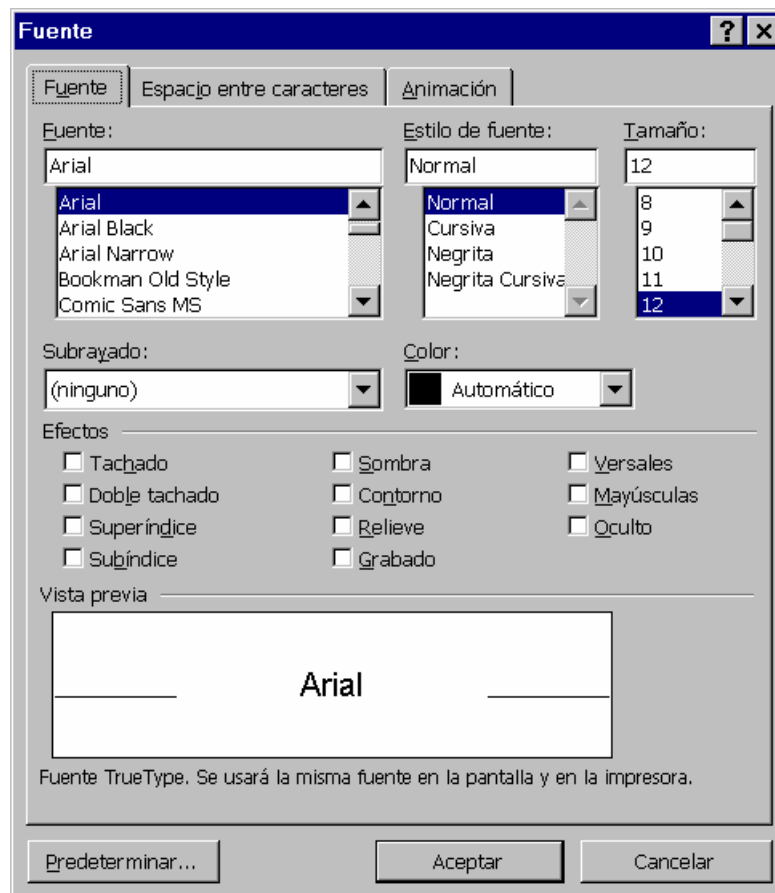 Fuente
Fuente Espacio entre caracteres Animación
Fuente: Estilo de fuente: Tamaño:
Arial Normal 12
Arial Normal 8
Arial Black Cursiva 9
Arial Narrow Negrita 10
Bookman Old Style Negrita Cursiva 11
Comic Sans MS 12
Subrayado: Color:
(ninguno) Automático
Efectos
Tachado Sombra Versales
Doble tachado Contorno Mayúsculas
Superíndice Relieve Oculto
Subíndice Grabado
Vista previa
Arial
Fuente TrueType. Se usará la misma fuente en la pantalla y en la impresora.
Predeterminar... Aceptar Cancelar